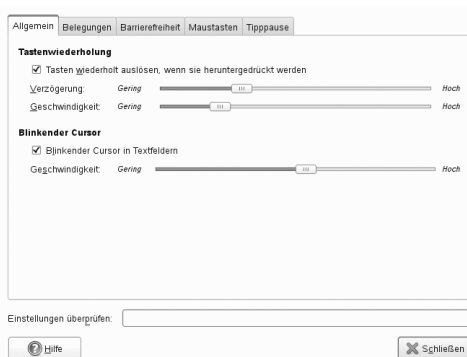 Allgemein Belegungen Barrierefreiheit Maustasten Tipppause
Tastenwiederholung
Tasten wiederholt auslösen, wenn sie heruntergedrückt werden
Verzögerung: Gering Hoch
Geschwindigkeit: Gering Hoch
Blinkender Cursor
Blinkender Cursor in Textfeldern
Geschwindigkeit: Gering Hoch
Einstellungen überprüfen:
Hilfe Schließen